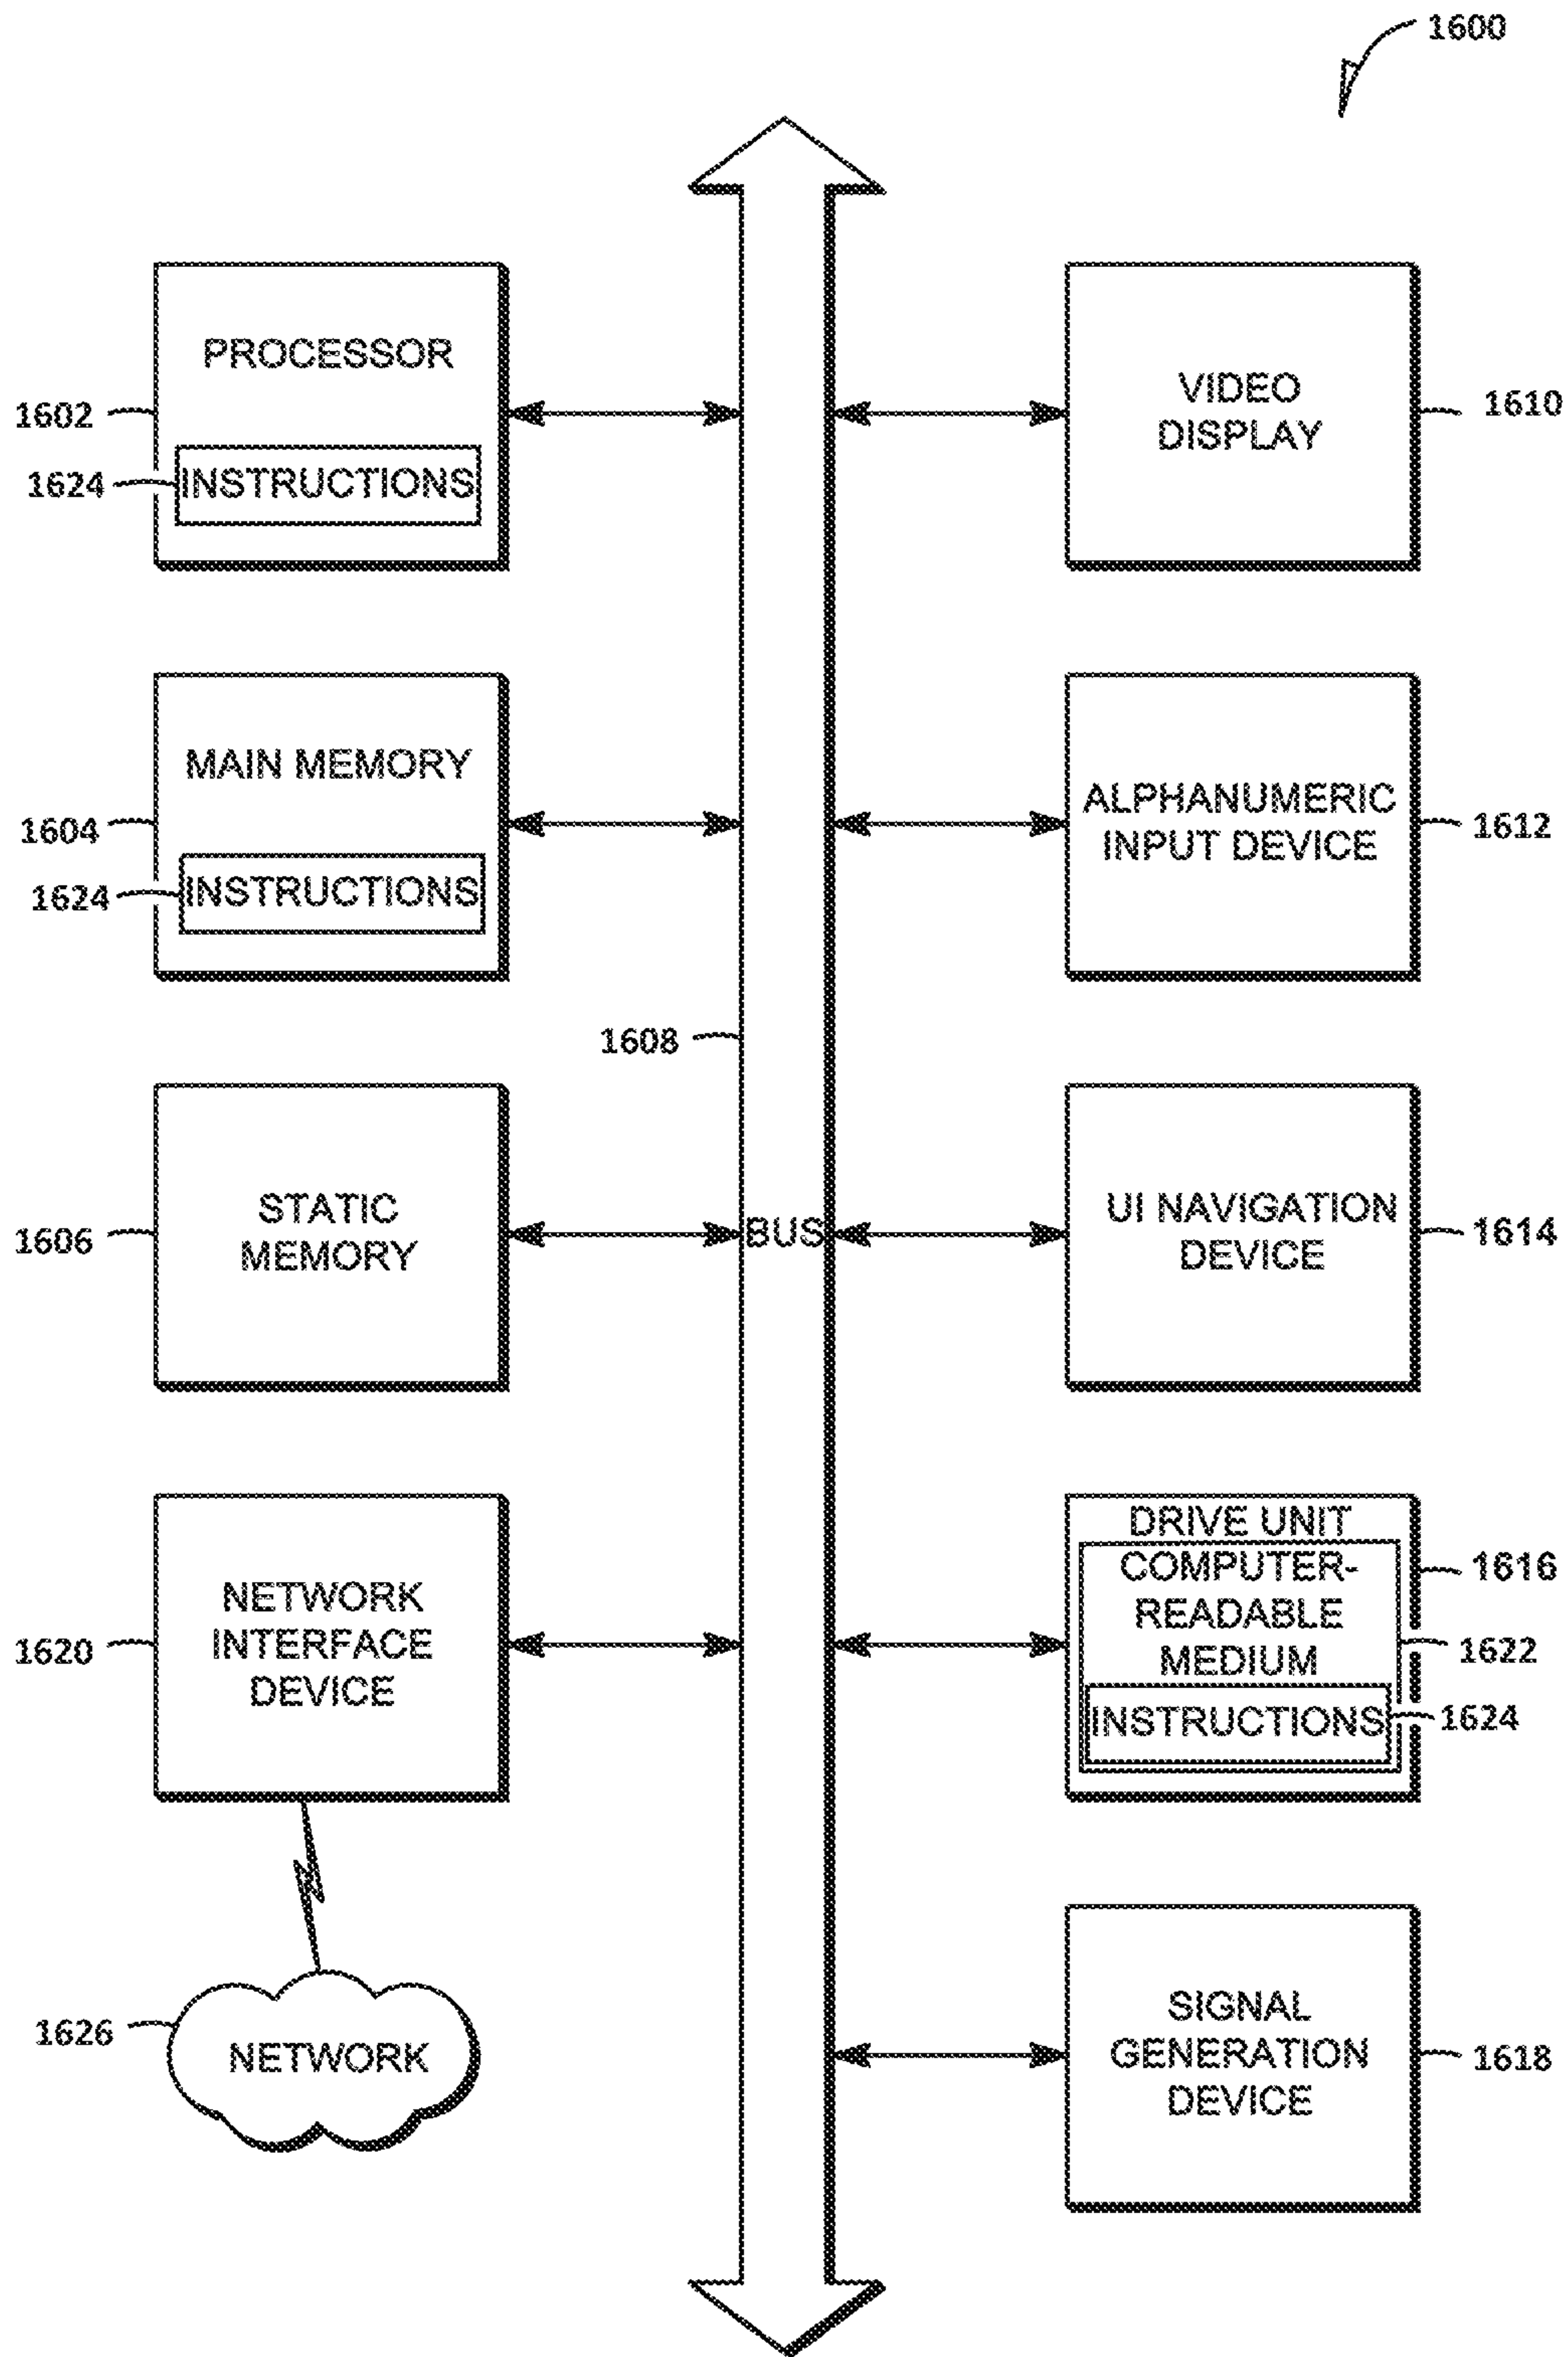 1600
PROCESSOR
1602
1624
INSTRUCTIONS
VIDEO
DISPLAY
1610
MAIN MEMORY
1604
1624
INSTRUCTIONS
ALPHANUMERIC
INPUT DEVICE
1612
1608
STATIC
MEMORY
1606
BUS
UI NAVIGATION
DEVICE
1614
NETWORK
INTERFACE
DEVICE
1620
DRIVE UNIT
COMPUTER-
READABLE
MEDIUM
INSTRUCTIONS
1616
1622
1624
1626
NETWORK
SIGNAL
GENERATION
DEVICE
1618